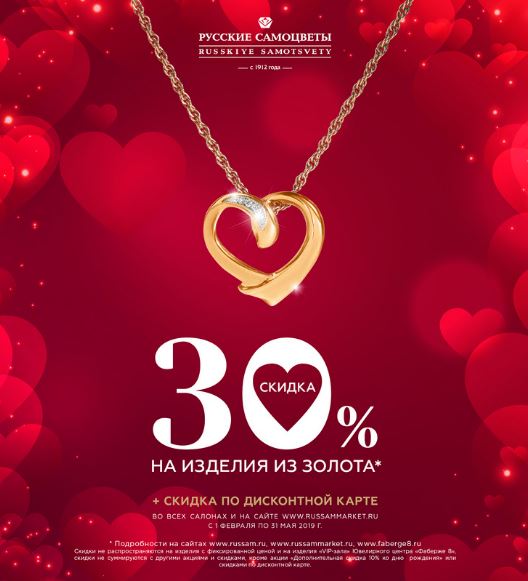 РУССКИЕ САМОЦВЕТЫ
RUSSKIYE SAMOTSVETY
с 1912 года
30%
СКИДКА
НА ИЗДЕЛИЯ ИЗ ЗОЛОТА*
+ СКИДКА ПО ДИСКОНТНОЙ КАРТЕ
ВО ВСЕХ САЛОНАХ И НА САЙТЕ WWW.RUSSAMMARKET.RU
С 1 ФЕВРАЛЯ ПО 31 МАЯ 2019 Г.
* Подробности на сайтах www.russam.ru, www.russammarket.ru, www.faberge8.ru
Скидки не распространяются на изделия с фиксированной ценой и на изделия «VIP-зала» Ювелирного центра «Фаберже 8»,
скидки не суммируются с другими акциями и скидками, кроме акции «Дополнительная скидка 10% ко дню рождения» или
скидками по дисконтной карте.